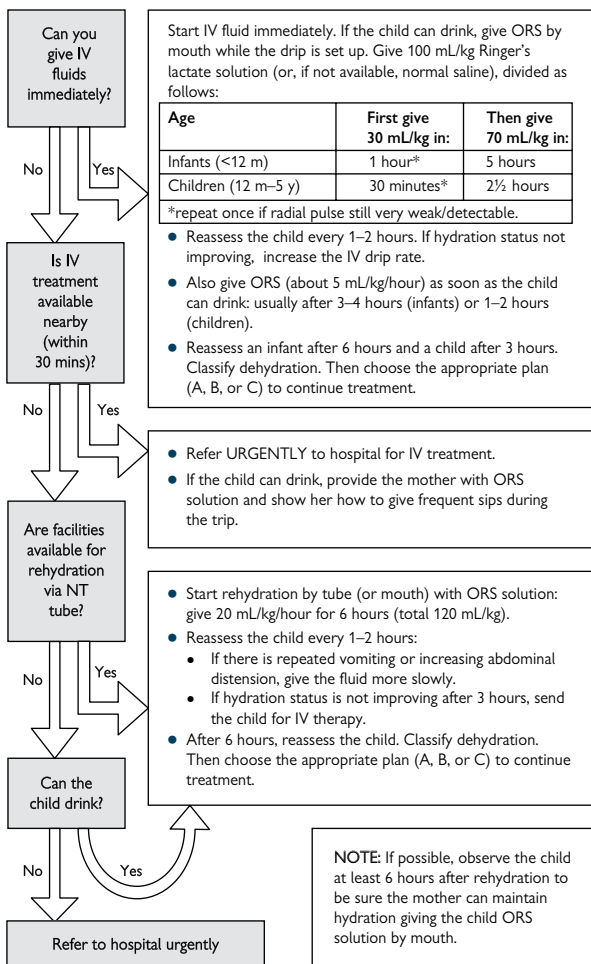 Can you
give IV
fluids
immediately?
No
Yes
Start IV fluid immediately. If the child can drink, give ORS by
mouth while the drip is set up. Give 100 mL/kg Ringer's
lactate solution (or, if not available, normal saline), divided as
follows:
Age
First give
30 mL/kg in:
Then give
70 mL/kg in:
Infants (<12 m)
1 hour*
5 hours
Children (12 m–5 y)
30 minutes*
2½ hours
*repeat once if radial pulse still very weak/detectable.
● Reassess the child every 1–2 hours. If hydration status not
improving, increase the IV drip rate.
● Also give ORS (about 5 mL/kg/hour) as soon as the child
can drink: usually after 3–4 hours (infants) or 1–2 hours
(children).
● Reassess an infant after 6 hours and a child after 3 hours.
Classify dehydration. Then choose the appropriate plan
(A, B, or C) to continue treatment.
Is IV
treatment
available
nearby
(within
30 mins)?
No
Yes
● Refer URGENTLY to hospital for IV treatment.
● If the child can drink, provide the mother with ORS
solution and show her how to give frequent sips during
the trip.
Are facilities
available for
rehydration
via NT
tube?
No
Yes
● Start rehydration by tube (or mouth) with ORS solution:
give 20 mL/kg/hour for 6 hours (total 120 mL/kg).
● Reassess the child every 1–2 hours:
• If there is repeated vomiting or increasing abdominal
distension, give the fluid more slowly.
• If hydration status is not improving after 3 hours, send
the child for IV therapy.
● After 6 hours, reassess the child. Classify dehydration.
Then choose the appropriate plan (A, B, or C) to continue
treatment.
Can the
child drink?
No
Yes
Refer to hospital urgently
NOTE: If possible, observe the child
at least 6 hours after rehydration to
be sure the mother can maintain
hydration giving the child ORS
solution by mouth.